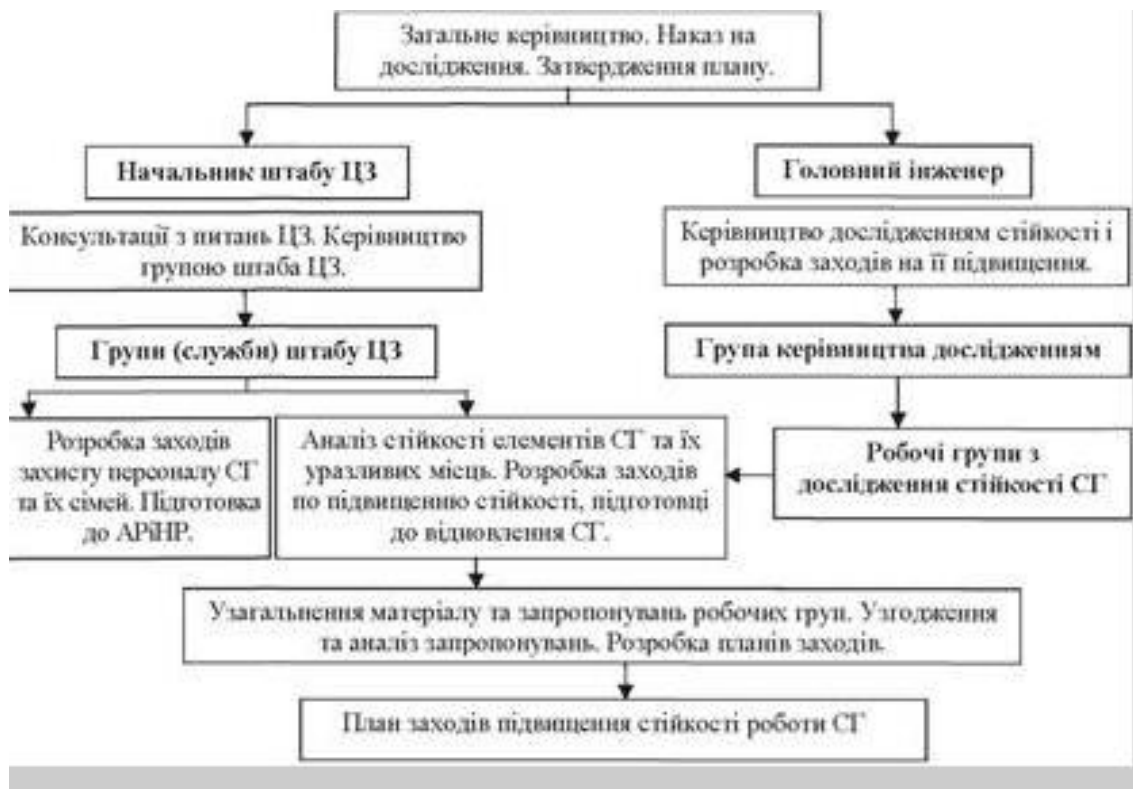 Загальне керівництво. Наказ на
дослідження. Затвердження плану.
Начальник штабу ЦЗ
Головний інженер
Консультації з питань ЦЗ. Керівництво
групою штаба ЦЗ.
Керівництво дослідженням стійкості і
розробка заходів на її підвищення.
Групи (служби) штабу ЦЗ
Група керівництва дослідженням
Розробка заходів
захисту персоналу СГ
та їх сімей. Підготовка
до АРіНР.
Аналіз стійкості елементів СГ та їх
уразливих місць. Розробка заходів
по підвищенню стійкості, підготовці
до відновлення СГ.
Робочі групи з
дослідження стійкості СГ
Узагальнення матеріалу та запропонувань робочих груп. Узгодження
та аналіз запропонувань. Розробка планів заходів.
План заходів підвищення стійкості роботи СГ